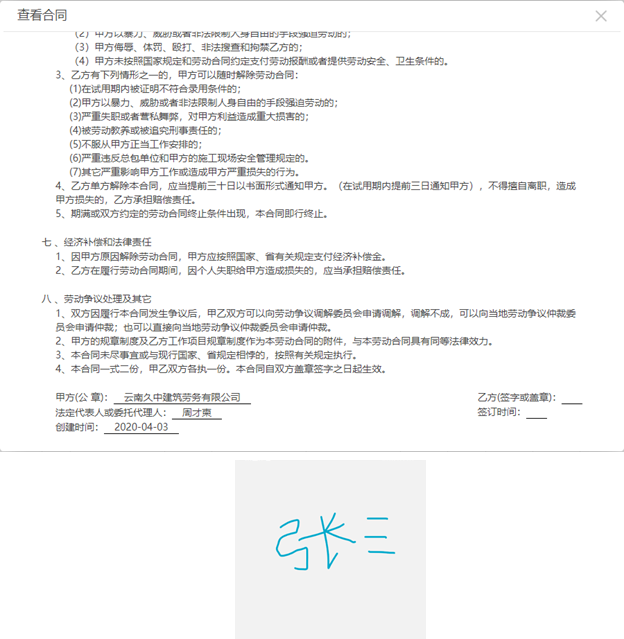 查看合同
（2）甲方以暴力、威胁或者非法限制人身自由的手段强迫劳动的；
（3）甲方侮辱、体罚、殴打、非法搜查和拘禁乙方的；
（4）甲方未按照国家规定和劳动合同约定支付劳动报酬或者提供劳动安全、卫生条件的。
3、乙方有下列情形之一的，甲方可以随时解除劳动合同：
(1)在试用期内被证明不符合录用条件的；
(2)甲方以暴力、威胁或者非法限制人身自由的手段强迫劳动的；
(3)严重失职或者营私舞弊，对甲方利益造成重大损害的；
(4)被劳动教养或被追究刑事责任的；
(5)不服从甲方正当工作安排的；
(6)严重违反总包单位和甲方的施工现场安全管理规定的。
(7)其它严重影响甲方工作或造成甲方严重损失的行为。
4、乙方单方解除本合同，应当提前三十日以书面形式通知甲方。（在试用期内提前三日通知甲方），不得擅自离职，造成
甲方损失的，乙方承担赔偿责任。
5、期满或双方约定的劳动合同终止条件出现，本合同即行终止。
七 、经济补偿和法律责任
1、因甲方原因解除劳动合同，甲方应按照国家、省有关规定支付经济补偿金。
2、乙方在履行劳动合同期间，因个人失职给甲方造成损失的，应当承担赔偿责任。
八 、劳动争议处理及其它
1、双方因履行本合同发生争议后，甲乙双方可以向劳动争议调解委员会申请调解，调解不成，可以向当地劳动争议仲裁委
员会申请仲裁；也可以直接向当地劳动争议仲裁委员会申请仲裁。
2、甲方的规章制度及乙方工作项目规章制度作为本劳动合同的附件，与本劳动合同具有同等法律效力。
3、本合同未尽事宜或与现行国家、省规定相悖的，按照有关规定执行。
4、本合同一式二份，甲乙双方各执一份。本合同自双方盖章签字之日起生效。
甲方(公 章)： 云南久中建筑劳务有限公司 乙方(签字或盖章)：
法定代表人或委托代理人： 周才 签订时间：
创建时间： 2020-04-03
张三